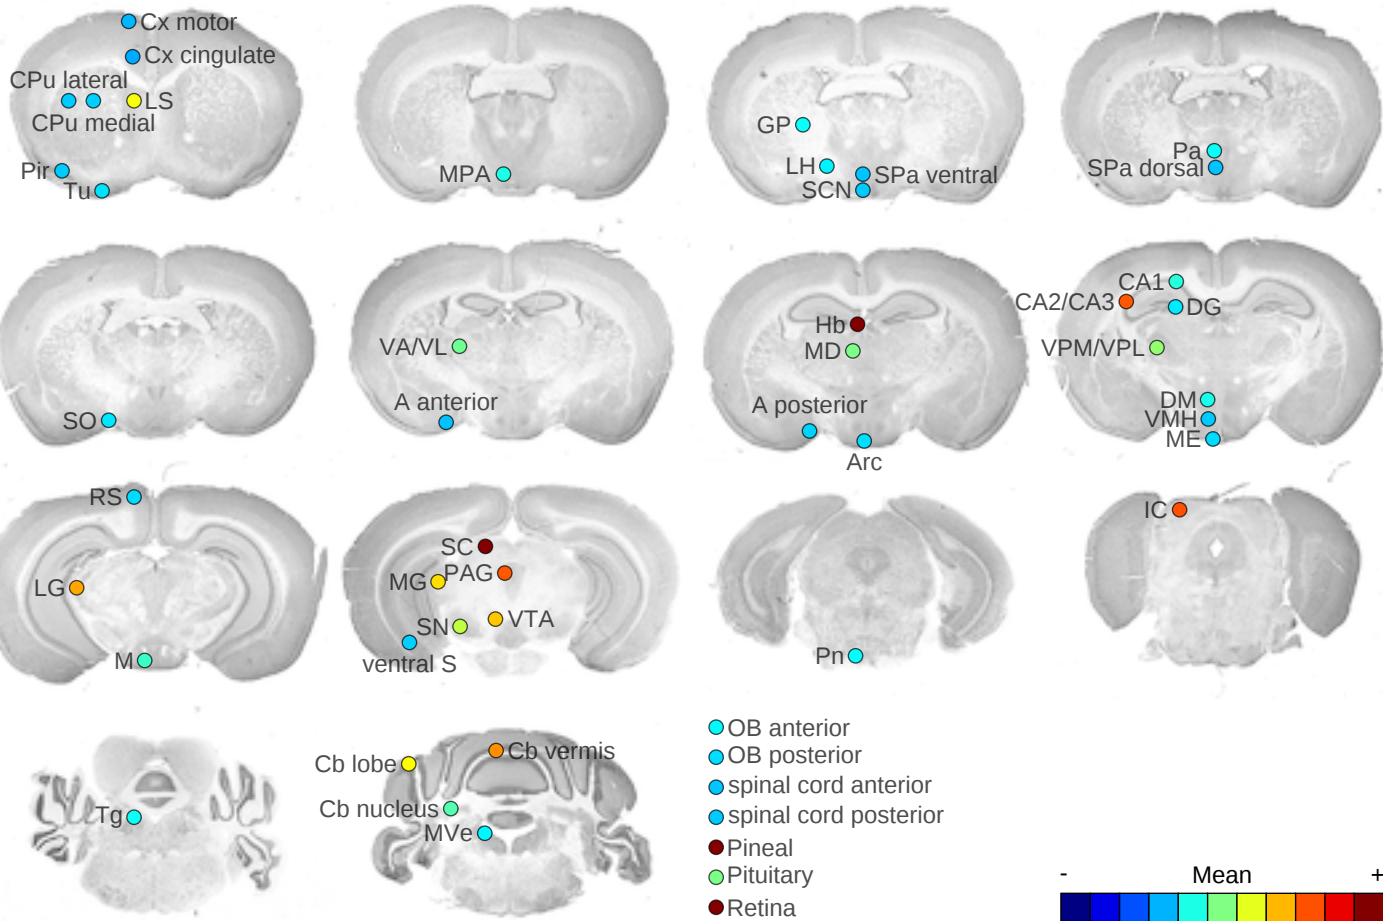 Cx motor
Cx cingulate
CPu lateral
LS
CPu medial
Pir
Tu
MPA
GP
LH
SPa ventral
SCN
Pa
SPa dorsal
SO
VA/VL
A anterior
Hb
MD
A posterior
Arc
CA1
CA2/CA3
DG
VPM/VPL
DM
VMH
ME
RS
LG
M
SC
PAG
MG
VTA
SN
ventral S
Pn
IC
Tg
Cb vermis
Cb lobe
Cb nucleus
MVe
OB anterior
OB posterior
spinal cord anterior
spinal cord posterior
Pineal
Pituitary
Retina
- Mean +